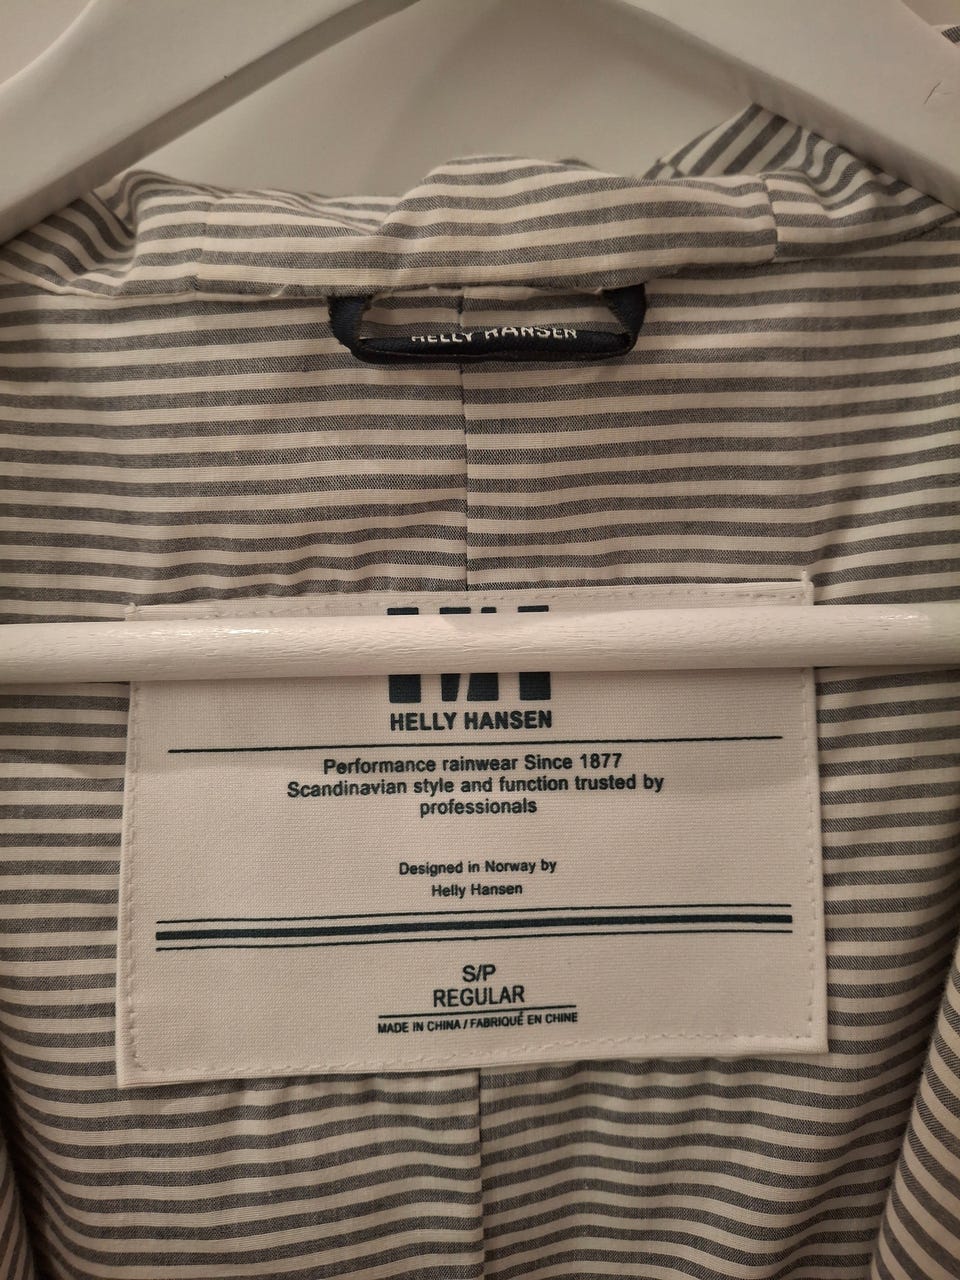 HELLY HANSEN
HELLY HANSEN
Performance rainwear Since 1877
Scandinavian style and function trusted by
professionals
Designed in Norway by
Helly Hansen
S/P
REGULAR
MADE IN CHINA / FABRIQUÉ EN CHINE